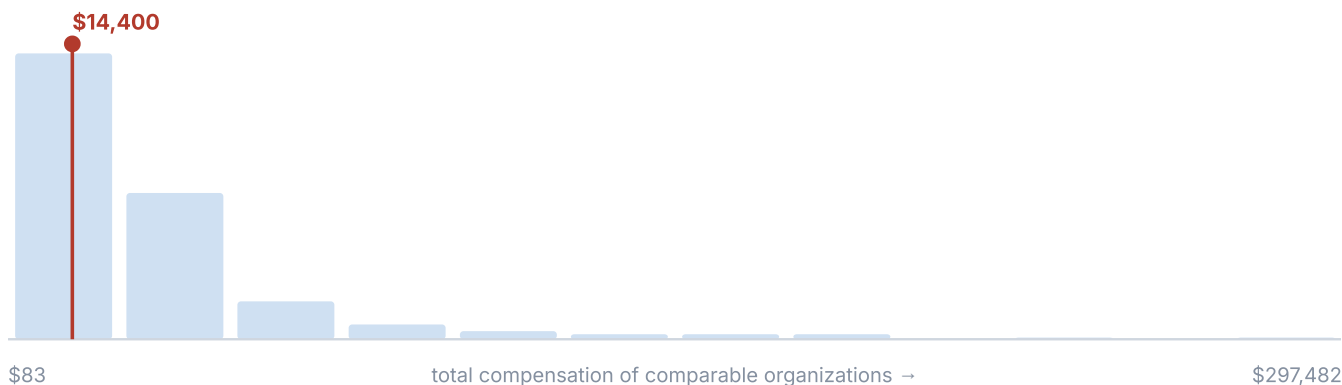 $14,400
$83
total compensation of comparable organizations →
$297,482